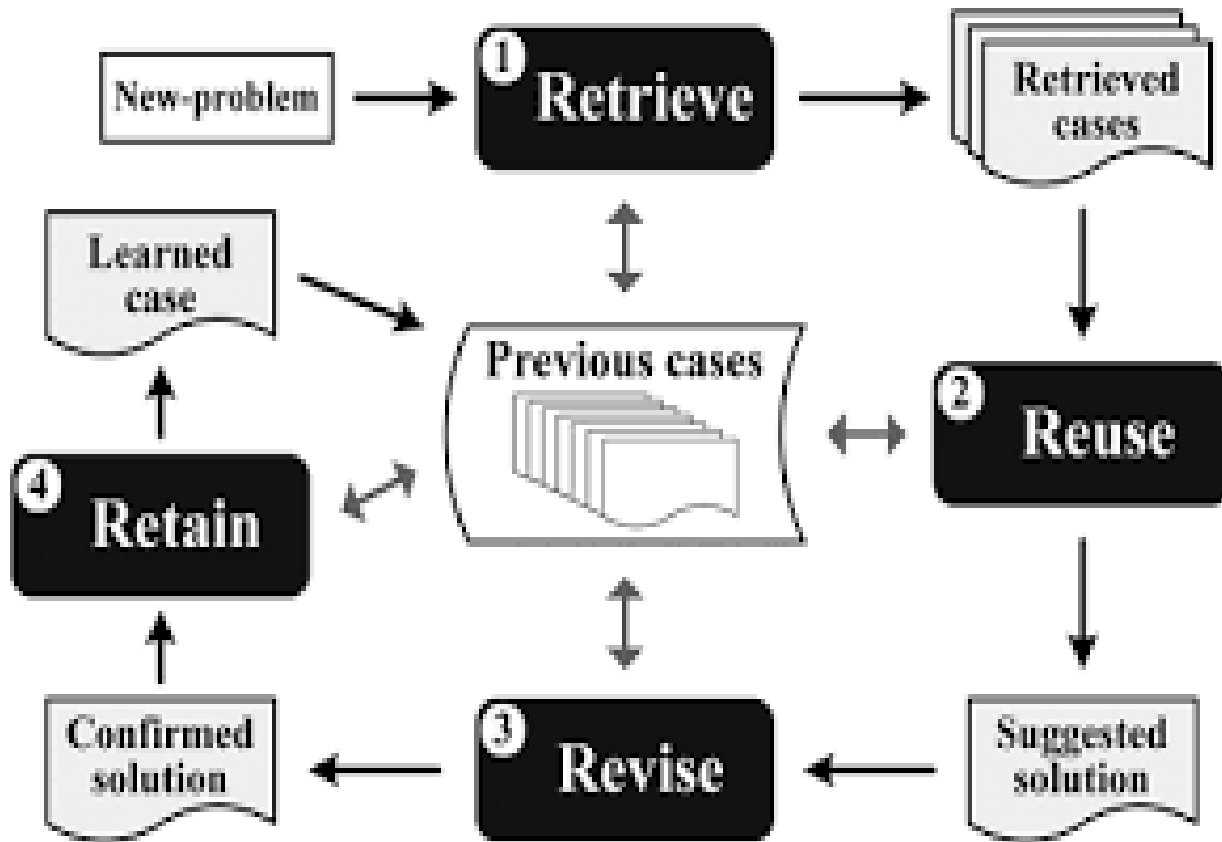 New-problem
1
Retrieve
Retrieved
cases
Learned
case
Previous cases
2
Reuse
4
Retain
Confirmed
solution
3
Revise
Suggested
solution